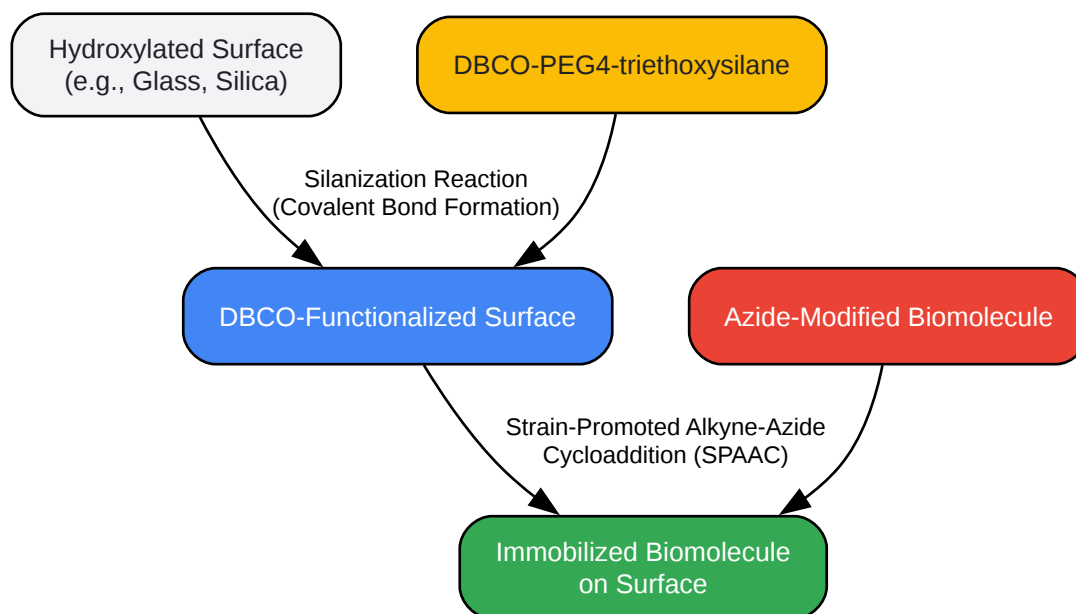 Hydroxylated Surface
(e.g., Glass, Silica)
DBCO-PEG4-triethoxysilane
Silanization Reaction
(Covalent Bond Formation)
DBCO-Functionalized Surface
Azide-Modified Biomolecule
Strain-Promoted Alkyne-Azide
Cycloaddition (SPAAC)
Immobilized Biomolecule
on Surface